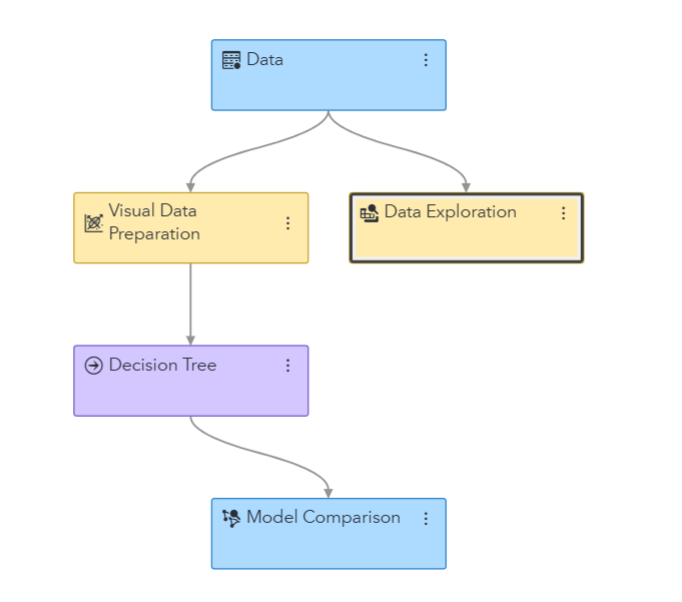 Data
Visual Data
Preparation
Data Exploration
Decision Tree
Model Comparison